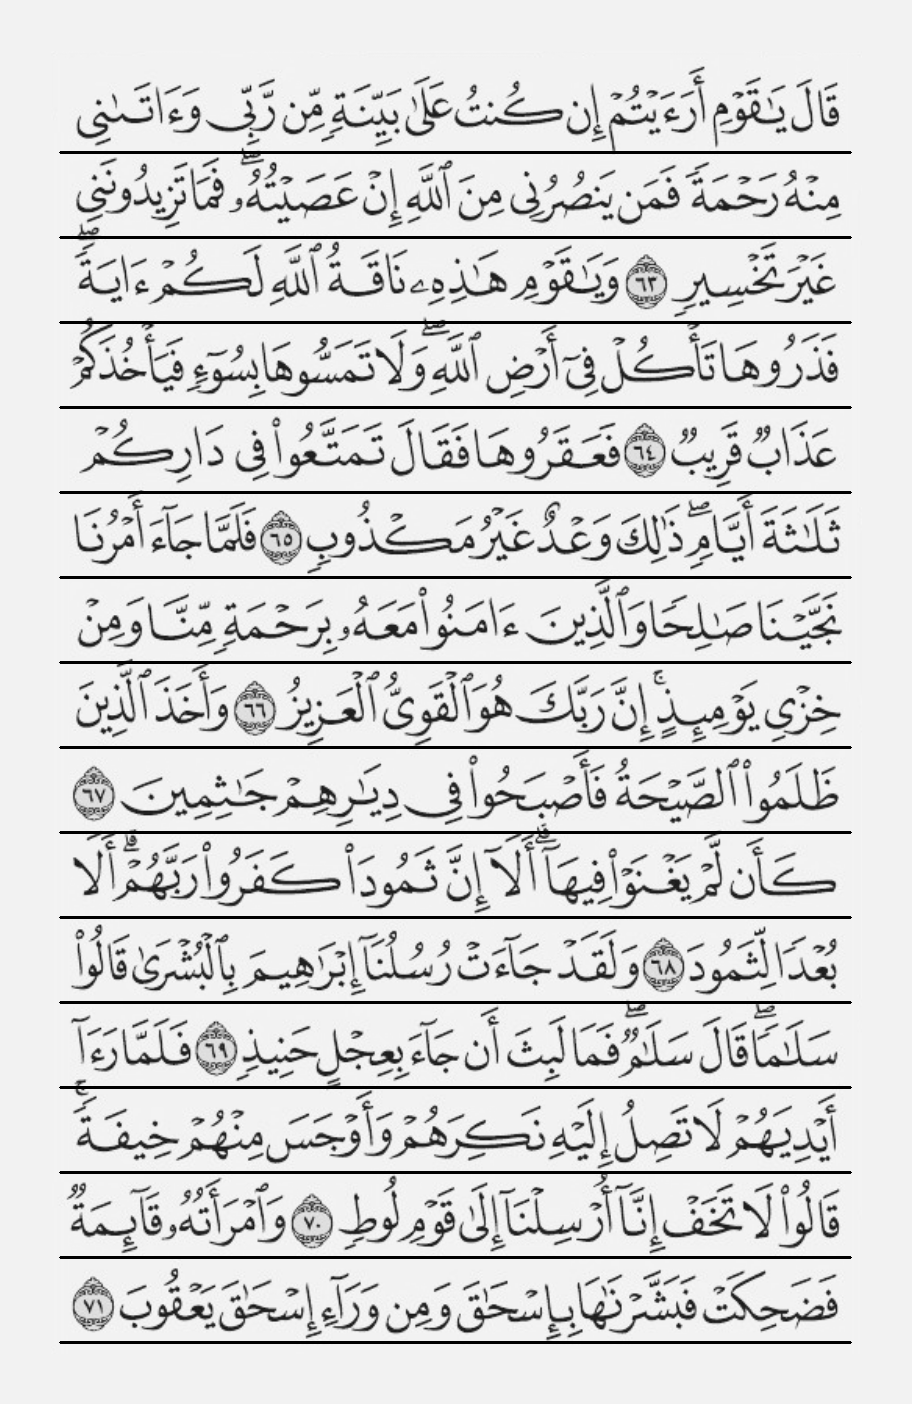 قَالَ يَـٰقَوْمِ أَرَءَيْتُمْ إِن كُنتُ عَلَىٰ بَيِّنَةٍ مِّن رَّبِّى وَءَاتَىٰنِى
مِنْهُ رَحْمَةً فَمَن يَنصُرُنِى مِنَ ٱللَّهِ إِنْ عَصَيْتُهُۥ ۖ فَمَا تَزِيدُونَنِى
غَيْرَ تَخْسِيرٍ ٦٣ وَيَـٰقَوْمِ هَـٰذِهِۦ نَاقَةُ ٱللَّهِ لَكُمْ ءَايَةً ۖ
فَذَرُوهَا تَأْكُلْ فِىٓ أَرْضِ ٱللَّهِ ۖ وَلَا تَمَسُّوهَا بِسُوٓءٍ فَيَأْخُذَكُمْ
عَذَابٌ قَرِيبٌ ٦٤ فَعَقَرُوهَا فَقَالَ تَمَتَّعُوا۟ فِى دَارِكُمْ
ثَلَـٰثَةَ أَيَّامٍ ۖ ذَٰلِكَ وَعْدٌ غَيْرُ مَكْذُوبٍ ٦٥ فَلَمَّا جَآءَ أَمْرُنَا
نَجَّيْنَا صَـٰلِحًا وَٱلَّذِينَ ءَامَنُوا۟ مَعَهُۥ بِرَحْمَةٍ مِّنَّا وَمِنْ
خِزْىِ يَوْمِئِذٍ ۗ إِنَّ رَبَّكَ هُوَ ٱلْقَوِىُّ ٱلْعَزِيزُ ٦٦ وَأَخَذَ ٱلَّذِينَ
ظَلَمُوا۟ ٱلصَّيْحَةُ فَأَصْبَحُوا۟ فِى دِيَـٰرِهِمْ جَـٰثِمِينَ ٦٧
كَأَن لَّمْ يَغْنَوْا۟ فِيهَآ ۗ أَلَآ إِنَّ ثَمُودَا۟ كَفَرُوا۟ رَبَّهُمْ ۗ أَلَا
بُعْدًا لِّثَمُودَ ٦٨ وَلَقَدْ جَآءَتْ رُسُلُنَآ إِبْرَٰهِيمَ بِٱلْبُشْرَىٰ قَالُوا۟
سَلَـٰمًا ۖ قَالَ سَلَـٰمٌ ۖ فَمَا لَبِثَ أَن جَآءَ بِعِجْلٍ حَنِيذٍ ٦٩ فَلَمَّا رَءَآ
أَيْدِيَهُمْ لَا تَصِلُ إِلَيْهِ نَكِرَهُمْ وَأَوْجَسَ مِنْهُمْ خِيفَةً ۚ
قَالُوا۟ لَا تَخَفْ إِنَّآ أُرْسِلْنَآ إِلَىٰ قَوْمِ لُوطٍ ٧٠ وَٱمْرَأَتُهُۥ قَآئِمَةٌ
فَضَحِكَتْ فَبَشَّرْنَـٰهَا بِإِسْحَـٰقَ وَمِن وَرَآءِ إِسْحَـٰقَ يَعْقُوبَ ٧١